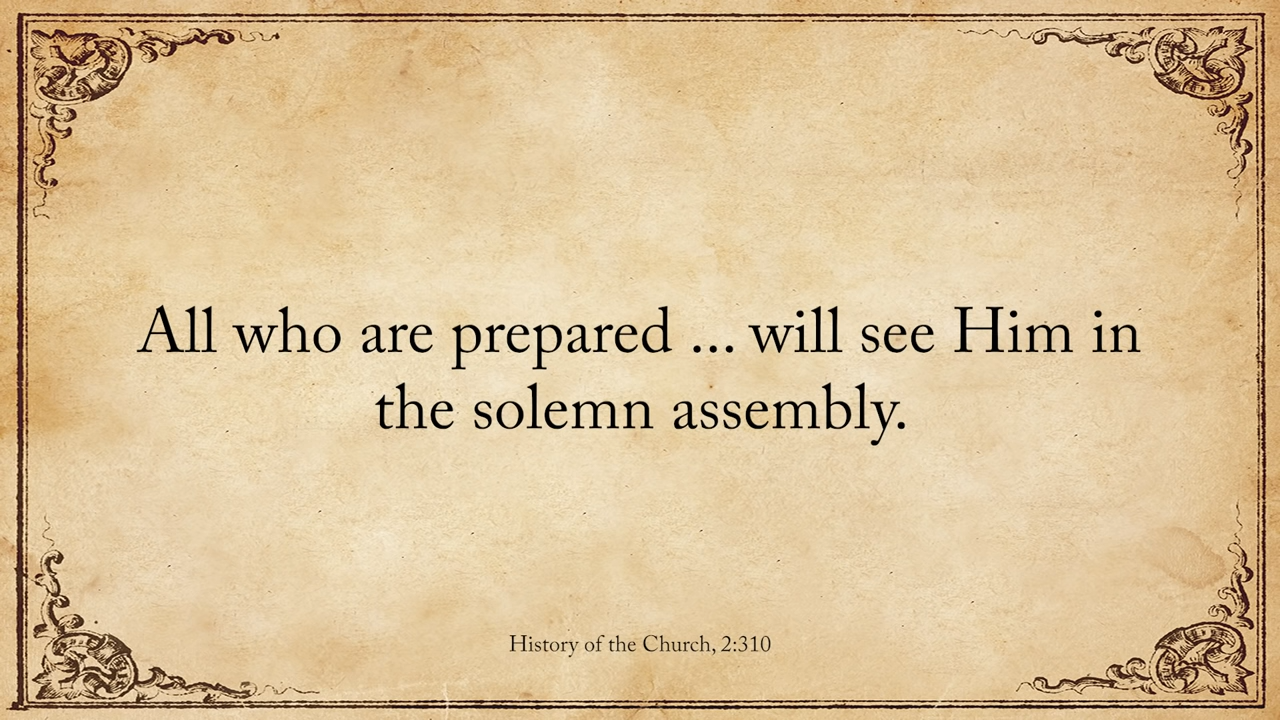 All who are prepared ... will see Him in
the solemn assembly.
History of the Church, 2:310